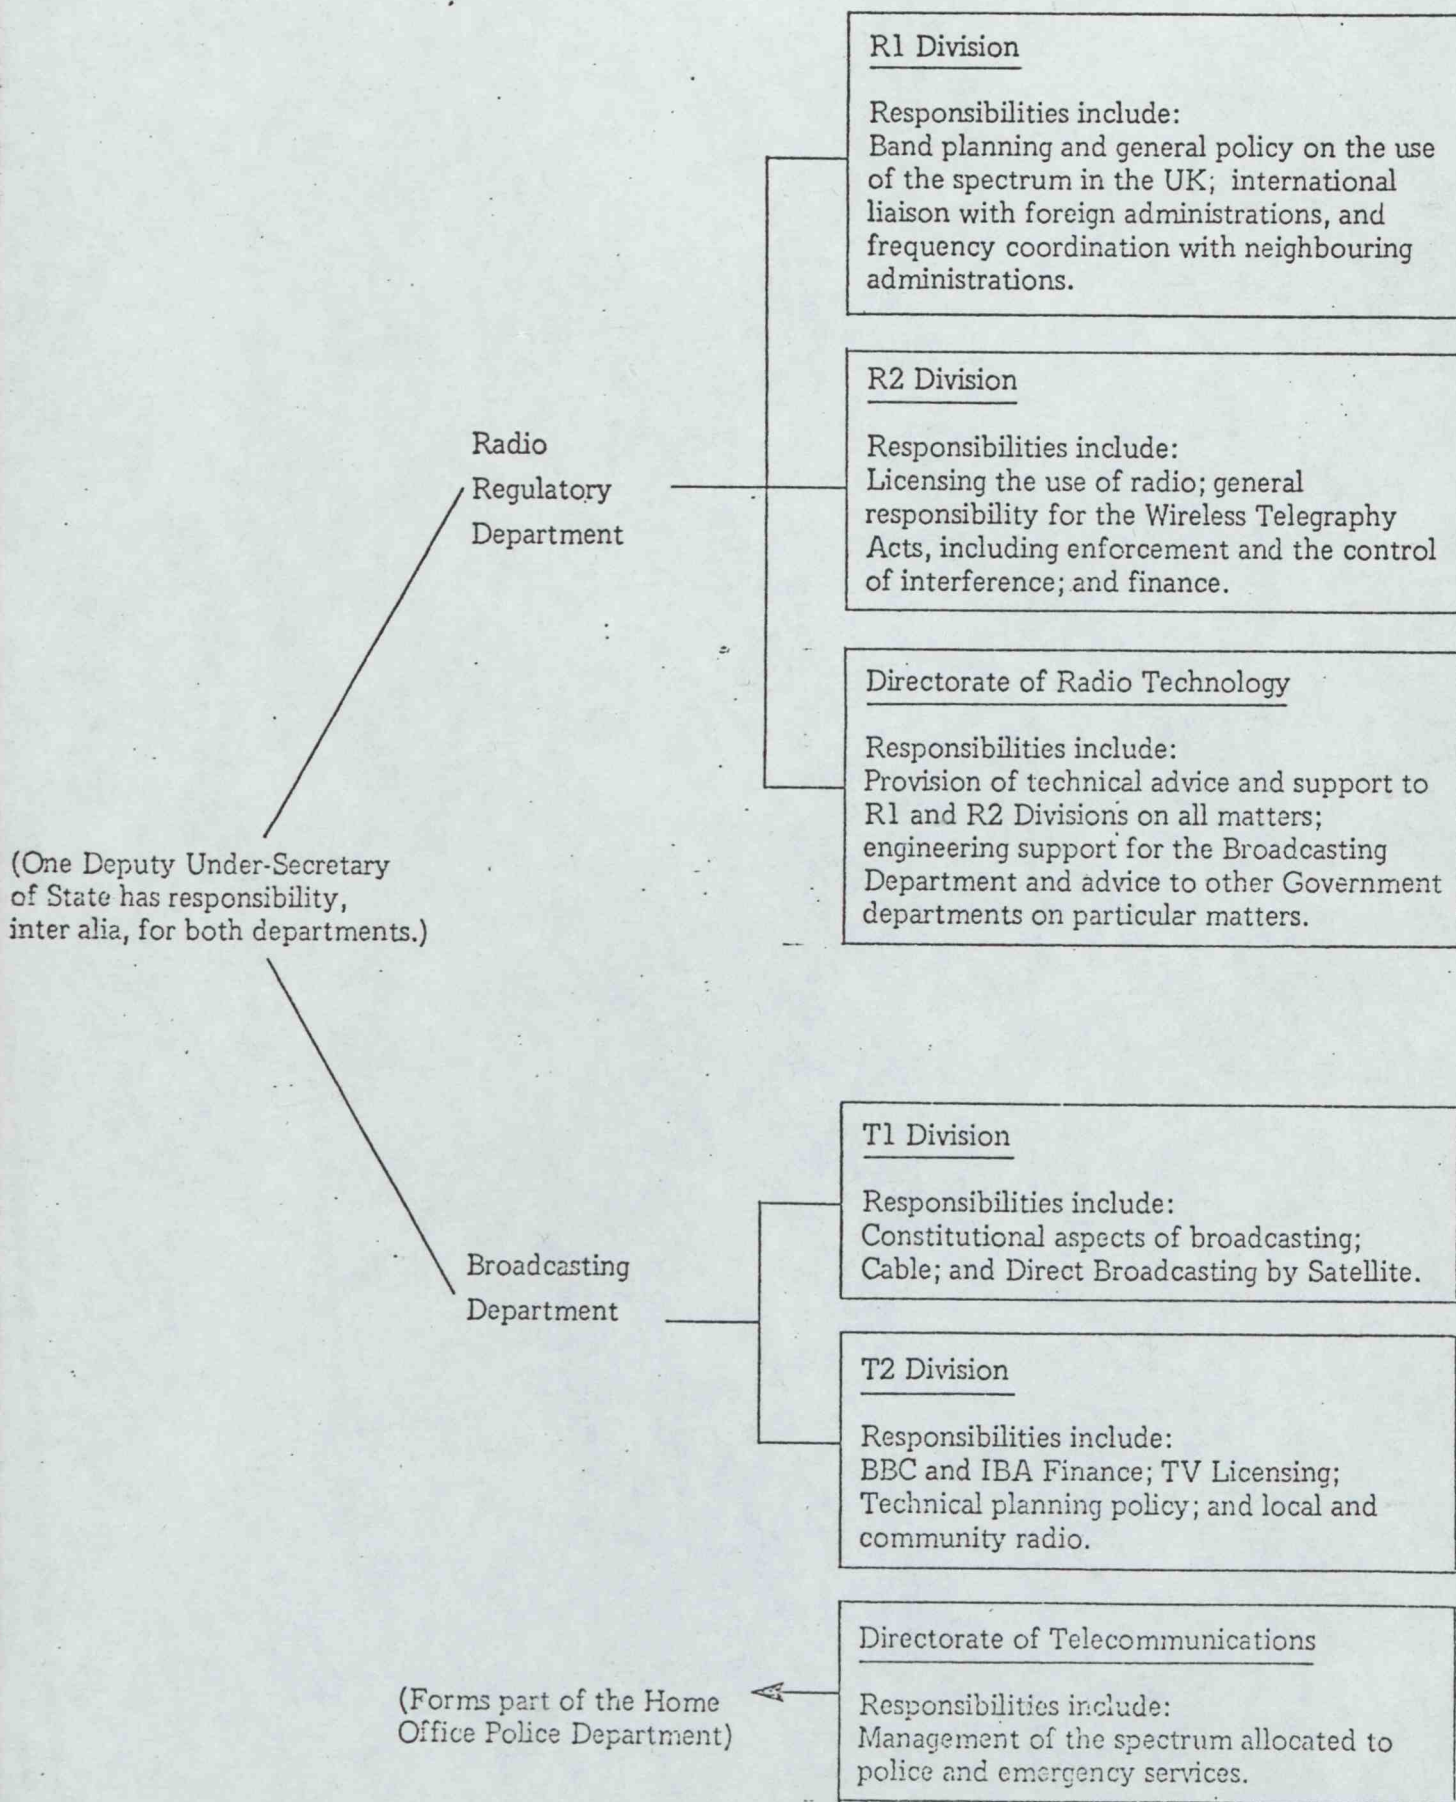 R1 Division
Responsibilities include:
Band planning and general policy on the use
of the spectrum in the UK; international
liaison with foreign administrations, and
frequency coordination with neighbouring
administrations.
R2 Division
Responsibilities include:
Licensing the use of radio; general
responsibility for the Wireless Telegraphy
Acts, including enforcement and the control
of interference; and finance.
Radio
Regulatory
Department
Directorate of Radio Technology
Responsibilities include:
Provision of technical advice and support to
R1 and R2 Divisions on all matters;
engineering support for the Broadcasting
Department and advice to other Government
departments on particular matters.
(One Deputy Under-Secretary
of State has responsibility,
inter alia, for both departments.)
T1 Division
Responsibilities include:
Constitutional aspects of broadcasting;
Cable; and Direct Broadcasting by Satellite.
Broadcasting
Department
T2 Division
Responsibilities include:
BBC and IBA Finance; TV Licensing;
Technical planning policy; and local and
community radio.
Directorate of Telecommunications
Responsibilities include:
Management of the spectrum allocated to
police and emergency services.
(Forms part of the Home
Office Police Department)